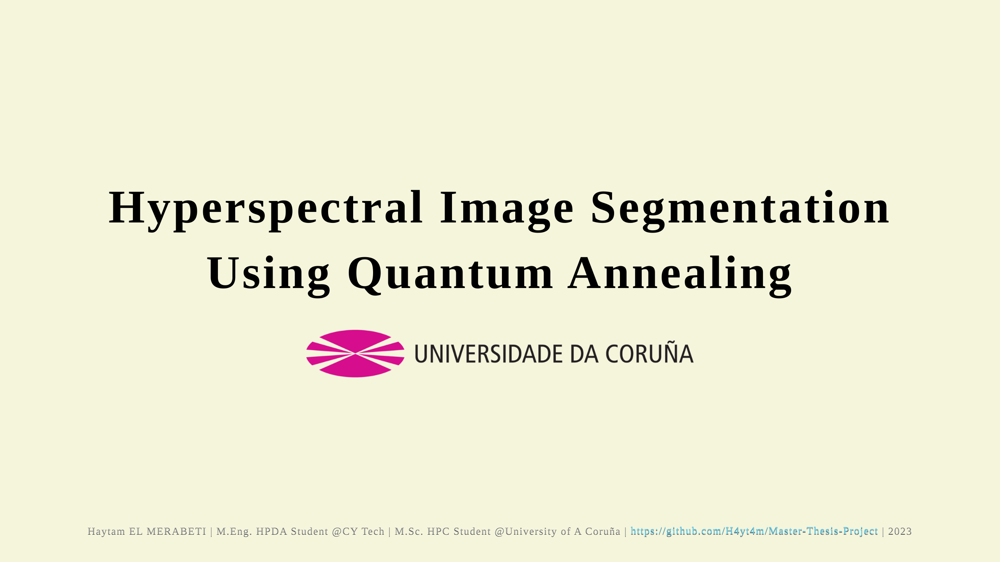 Hyperspectral Image Segmentation
Using Quantum Annealing
UNIVERSIDADE DA CORUÑA
Haytam EL MERABETI | M.Eng. HPDA Student @CY Tech | M.Sc. HPC Student @University of A Coruña | https://github.com/H4yt4m/Master-Thesis-Project | 2023